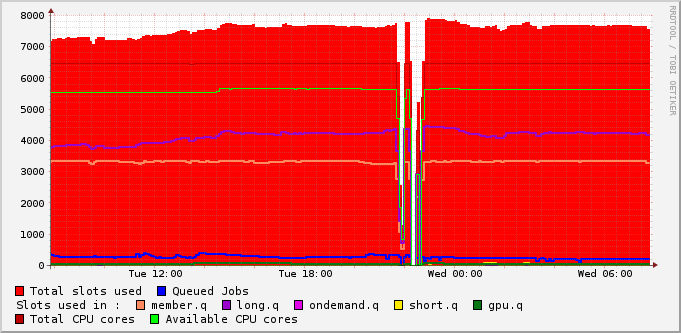 8000
7000
6000
5000
4000
3000
2000
1000
0
Tue 12:00 Tue 18:00 Wed 00:00 Wed 06:00
RRDTOOL / TOBI OETIKER
Total slots used Queued Jobs
Slots used in : member.q long.q ondemand.q short.q gpu.q
Total CPU cores Available CPU cores